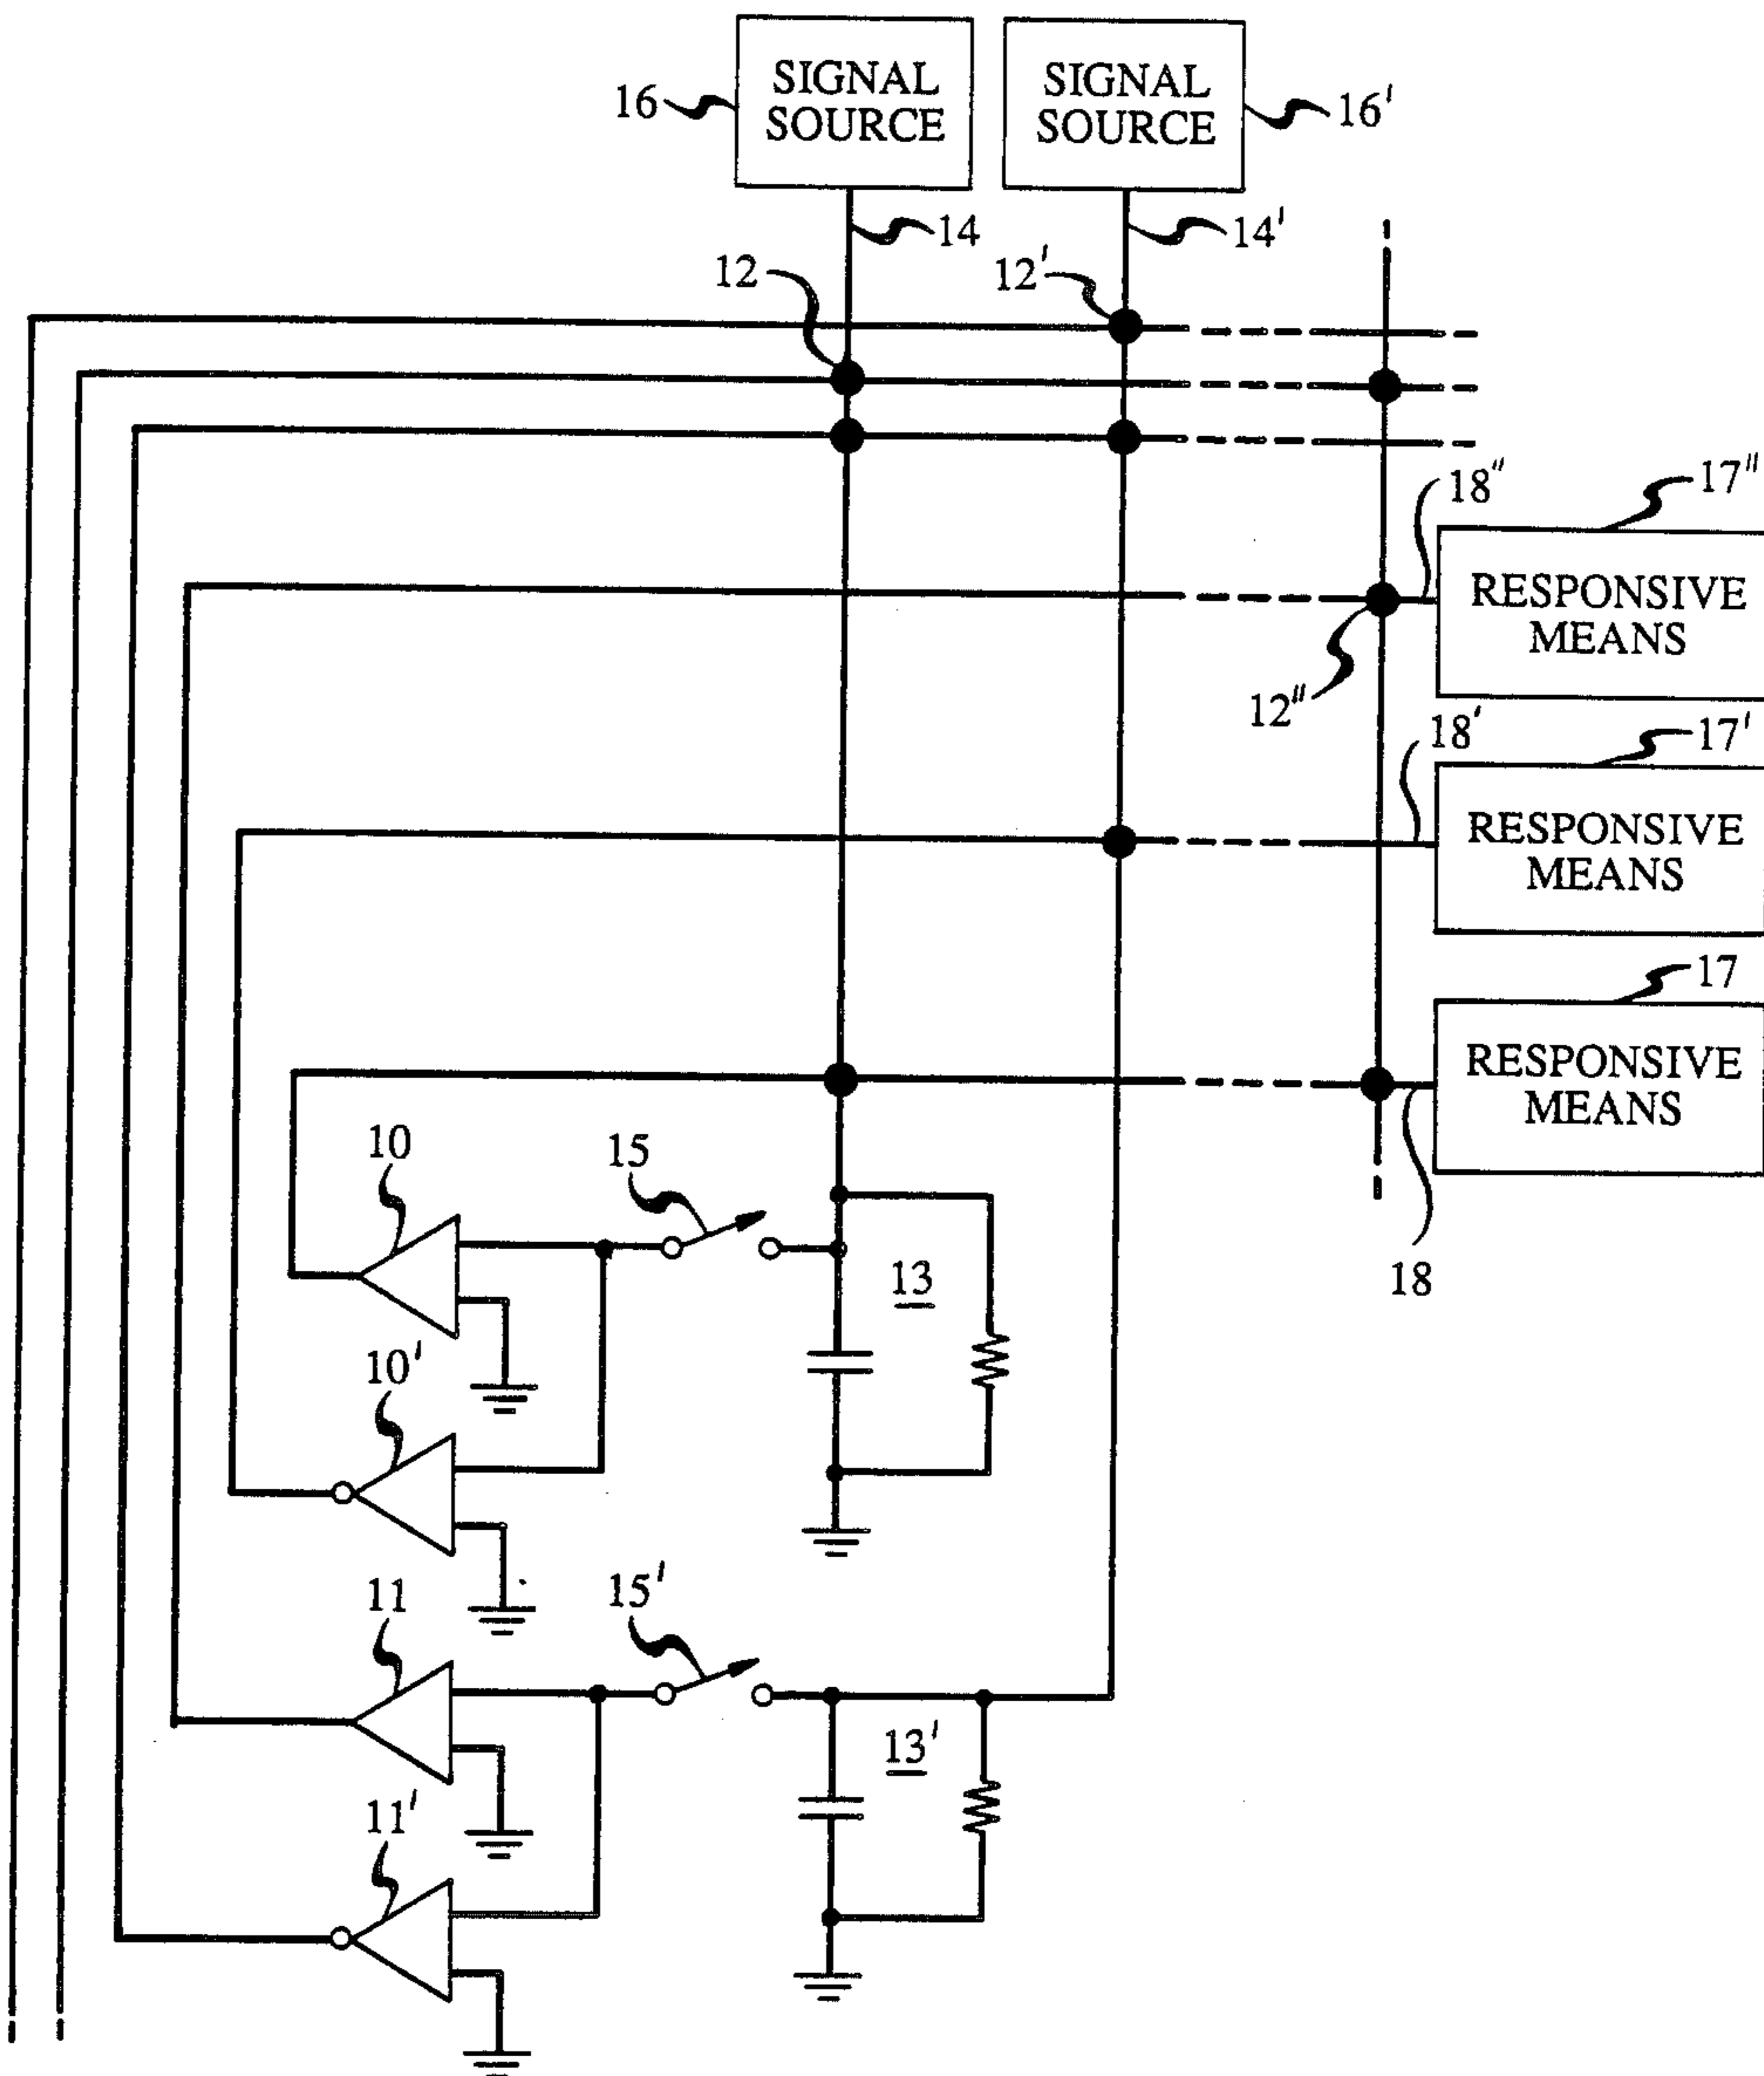 SIGNAL
SOURCE
SIGNAL
SOURCE
16
16'
14
14'
12
12'
18"
17"
RESPONSIVE
MEANS
12"
18'
17'
RESPONSIVE
MEANS
17
RESPONSIVE
MEANS
10
15
13
18
10'
11
15'
13'
11'